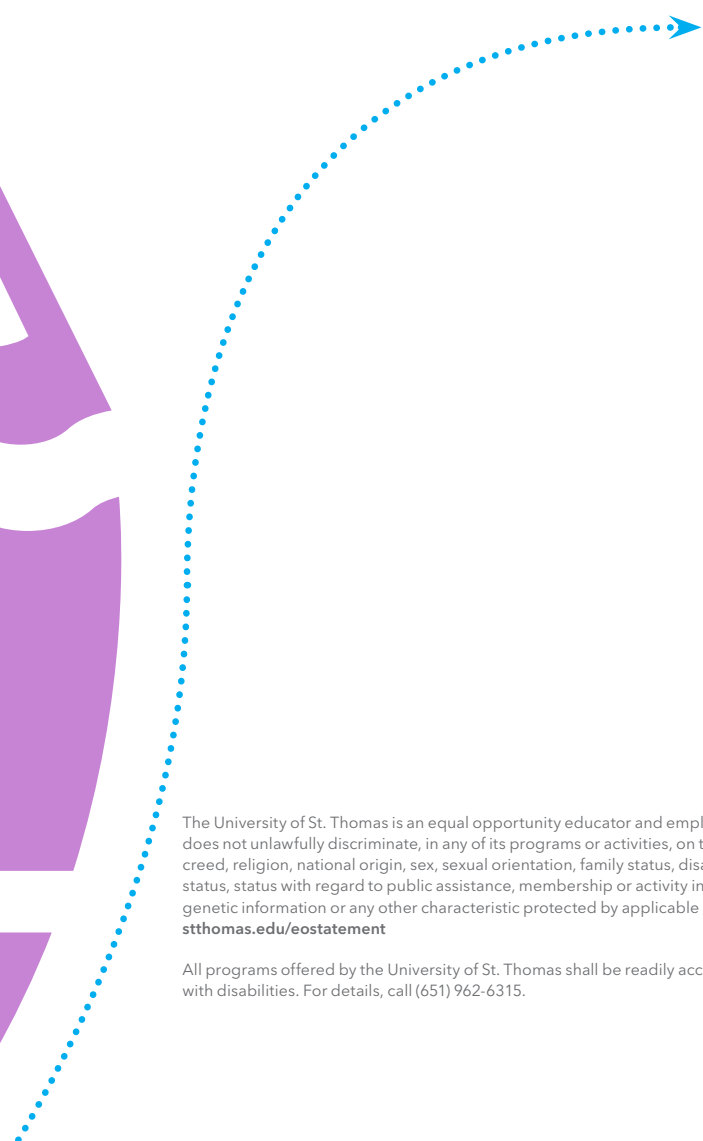 The University of St. Thomas is an equal opportunity educator and
does not unlawfully discriminate, in any of its programs or activities, on
creed, religion, national origin, sex, sexual orientation, family status,
status, status with regard to public assistance, membership or activity in
genetic information or any other characteristic protected by applicable
stthomas.edu/eostatement
All programs offered by the University of St. Thomas shall be readily
with disabilities. For details, call (651) 962-6315.